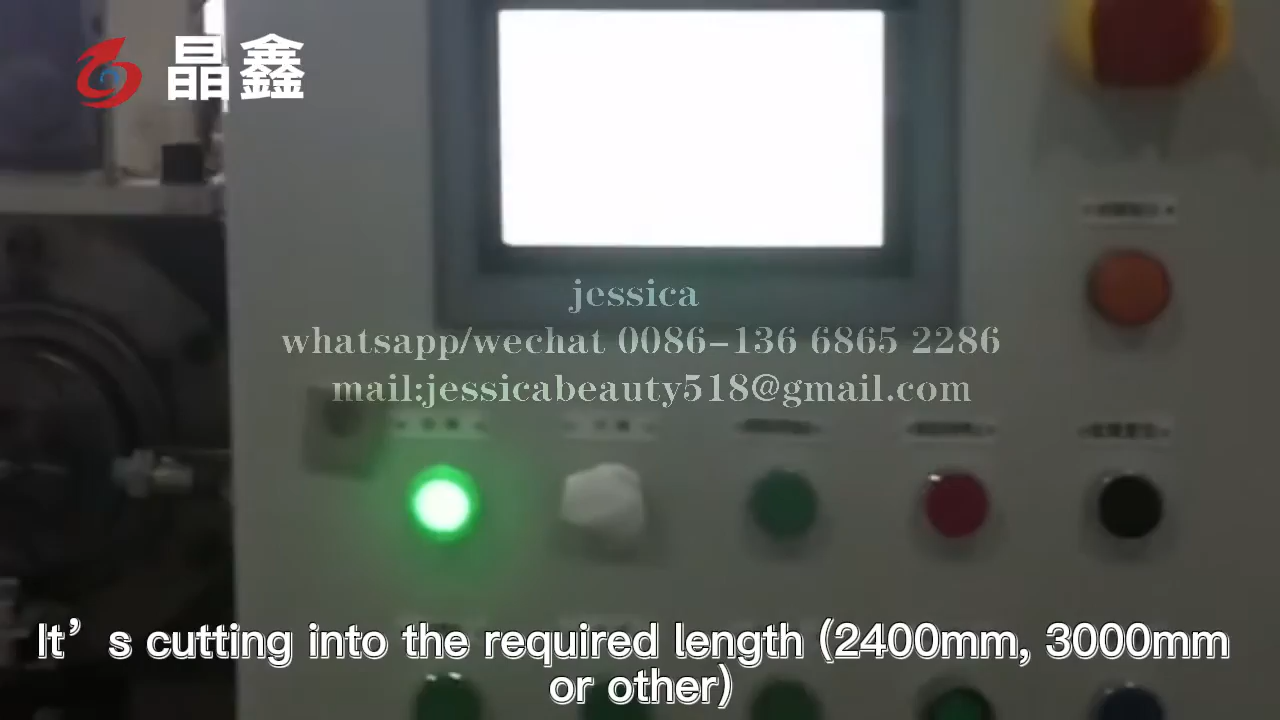 晶鑫
jessica
whatsapp/wechat 0086-136 6865 2286
mail:jessicabeauty518@gmail.com
It’s cutting into the required length (2400mm, 3000mm
or other)